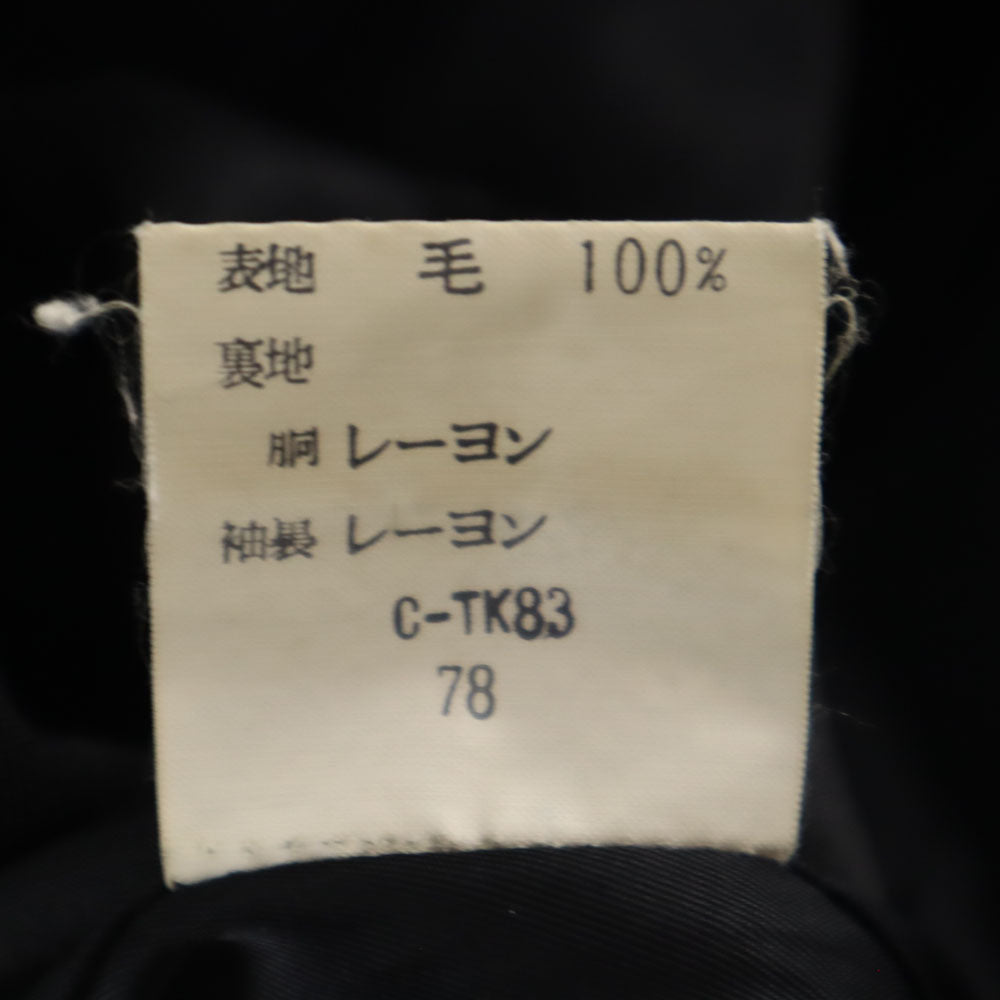 表地 毛 100%
裏地
胴 レーヨン
袖裏 レーヨン
C-TK83
78